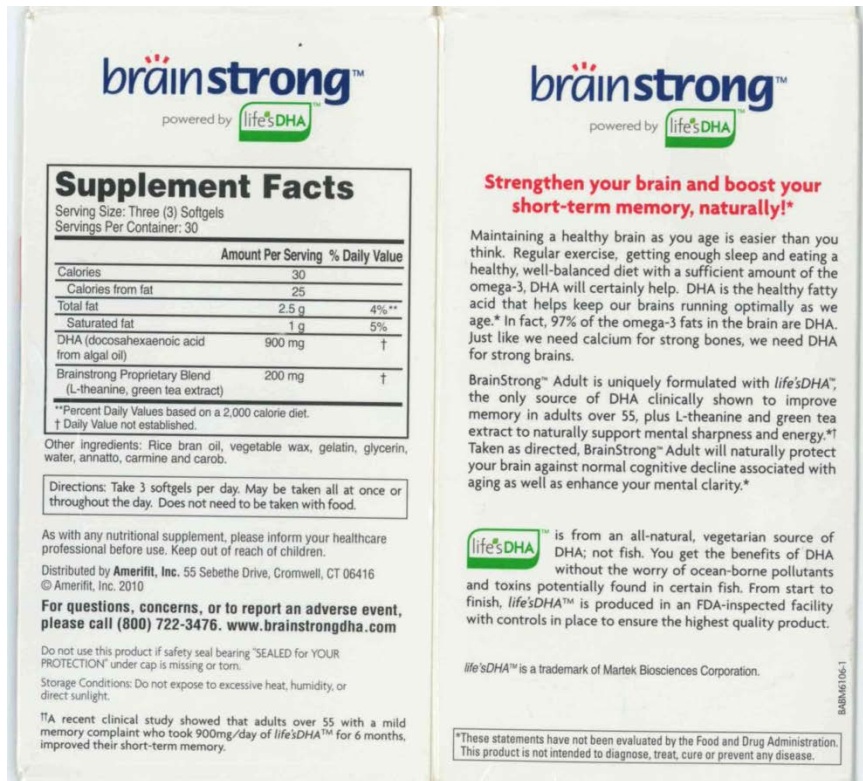 brainstrong™
powered by life'sDHA™
Supplement Facts
Serving Size: Three (3) Softgels
Servings Per Container: 30
Amount Per Serving % Daily Value
Calories 30
Calories from fat 25
Total fat 2.5 g 4%**
Saturated fat 1 g 5%
DHA (docosahexaenoic acid 900 mg †
from algal oil)
Brainstrong Proprietary Blend 200 mg †
(L-theanine, green tea extract)
**Percent Daily Values based on a 2,000 calorie diet.
† Daily Value not established.
Other ingredients: Rice bran oil, vegetable wax, gelatin, glycerin,
water, annatto, carmine and carob.
Directions: Take 3 softgels per day. May be taken all at once or
throughout the day. Does not need to be taken with food.
As with any nutritional supplement, please inform your healthcare
professional before use. Keep out of reach of children.
Distributed by Amerifit, Inc. 55 Sebethe Drive, Cromwell, CT 06416
© Amerifit, Inc. 2010
For questions, concerns, or to report an adverse event,
please call (800) 722-3476. www.brainstrongdha.com
Do not use this product if safety seal bearing "SEALED for YOUR
PROTECTION" under cap is missing or torn.
Storage Conditions: Do not expose to excessive heat, humidity, or
direct sunlight.
††A recent clinical study showed that adults over 55 with a mild
memory complaint who took 900mg/day of life'sDHA™ for 6 months,
improved their short-term memory.
brainstrong™
powered by life'sDHA™
Strengthen your brain and boost your
short-term memory, naturally!*
Maintaining a healthy brain as you age is easier than you
think. Regular exercise, getting enough sleep and eating a
healthy, well-balanced diet with a sufficient amount of the
omega-3, DHA will certainly help. DHA is the healthy fatty
acid that helps keep our brains running optimally as we
age.* In fact, 97% of the omega-3 fats in the brain are DHA.
Just like we need calcium for strong bones, we need DHA
for strong brains.
BrainStrong™ Adult is uniquely formulated with life'sDHA™,
the only source of DHA clinically shown to improve
memory in adults over 55, plus L-theanine and green tea
extract to naturally support mental sharpness and energy.*†
Taken as directed, BrainStrong™ Adult will naturally protect
your brain against normal cognitive decline associated with
aging as well as enhance your mental clarity.*
life'sDHA™ is from an all-natural, vegetarian source of
DHA; not fish. You get the benefits of DHA
without the worry of ocean-borne pollutants
and toxins potentially found in certain fish. From start to
finish, life'sDHA™ is produced in an FDA-inspected facility
with controls in place to ensure the highest quality product.
life'sDHA™ is a trademark of Martek Biosciences Corporation.
BABM6106-1
*These statements have not been evaluated by the Food and Drug Administration.
This product is not intended to diagnose, treat, cure or prevent any disease.